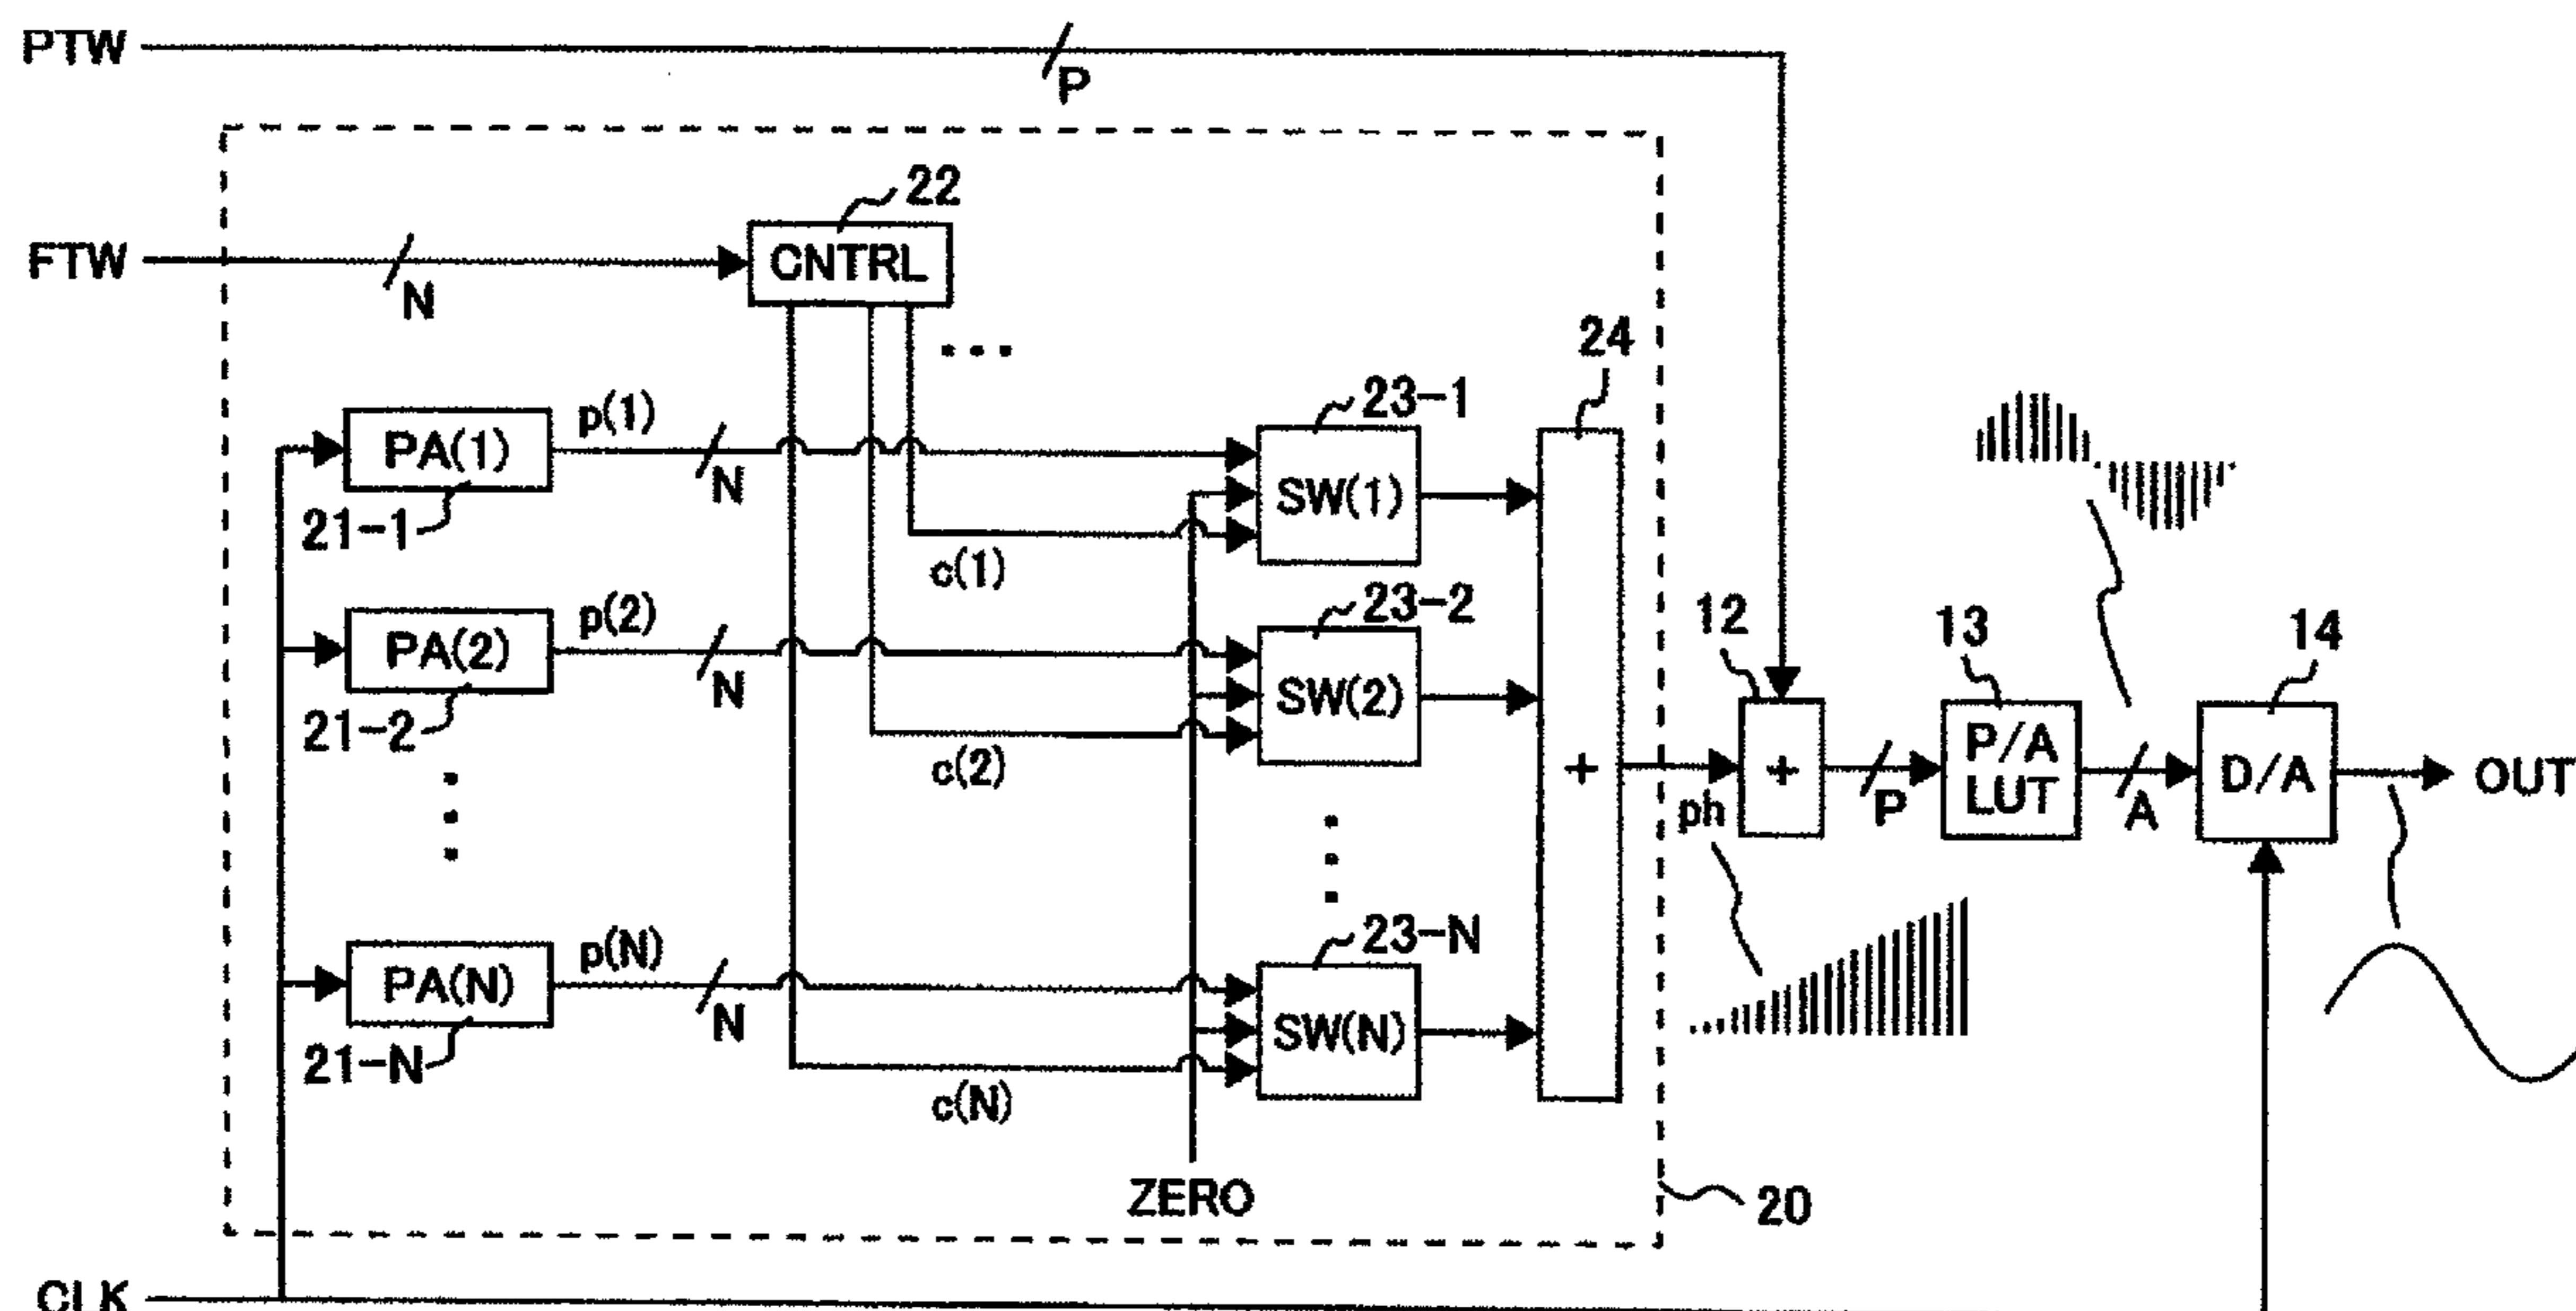 PTW
P
22
FTW
N
CNTRL
...
24
p(1)
23-1
PA(1)
N
SW(1)
21-1
c(1)
p(2)
23-2
12
13
14
PA(2)
N
SW(2)
21-2
c(2)
+
ph
+
P
P/A
LUT
A
D/A
OUT
p(N)
23-N
PA(N)
N
SW(N)
21-N
c(N)
ZERO
20
CLK